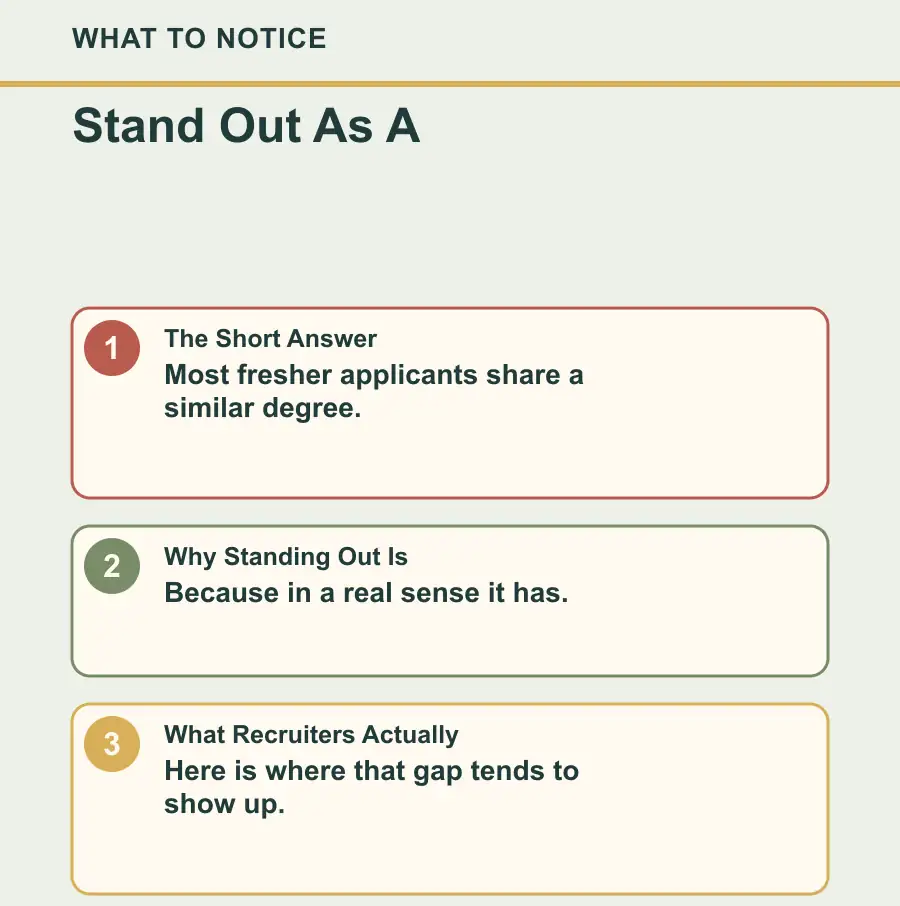 WHAT TO NOTICE
Stand Out As A
1
The Short Answer
Most fresher applicants share a
similar degree.
2
Why Standing Out Is
Because in a real sense it has.
3
What Recruiters Actually
Here is where that gap tends to
show up.